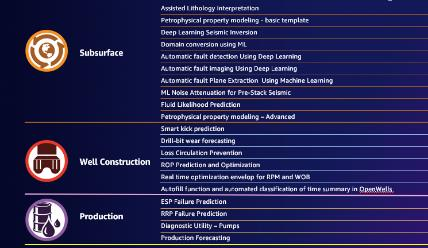 Assisted Lithology Interpretation
Petrophysical property modeling - basic template
Deep Learning Seismic Inversion
Domain conversion using ML
Subsurface
Automatic fault detection Using Deep Learning
Automatic fault imaging Using Deep Learning
Automatic fault Plane Extraction Using Machine Learning
ML Noise Attenuation for Pre-Stack Seismic
Fluid Likelihood Prediction
Petrophysical property modeling – Advanced
Smart kick prediction
Drill-bit wear forecasting
Loss Circulation Prevention
Well Construction
ROP Prediction and Optimization
Real time optimization envelop for RPM and WOB
Autofill function and automated classification of time summary in OpenWells
ESP Failure Prediction
Production
RRP Failure Prediction
Diagnostic Utility – Pumps
Production Forecasting